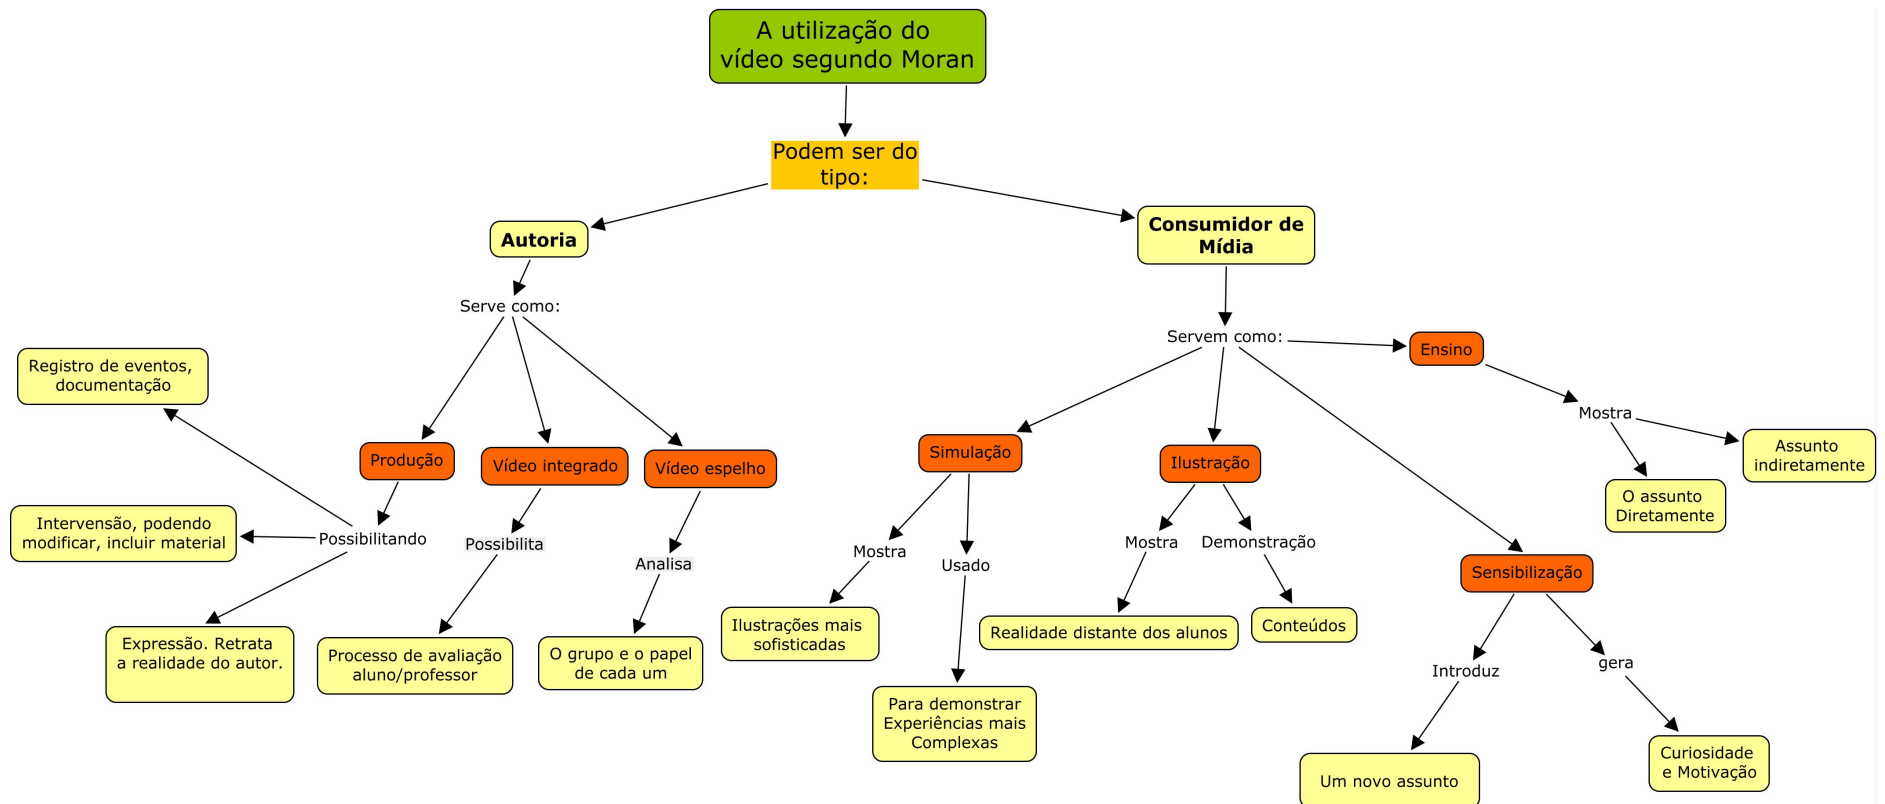 A utilização do
vídeo segundo Moran
Podem ser do
tipo:
Autoria
Consumidor de
Mídia
Serve como:
Servem como:
Ensino
Registro de eventos,
documentação
Mostra
Assunto
indiretamente
O assunto
Diretamente
Produção
Vídeo integrado
Vídeo espelho
Simulação
Ilustração
Intervensão, podendo
modificar, incluir material
Possibilitando
Possibilita
Analisa
Mostra
Usado
Mostra
Demonstração
Sensibilização
Expressão. Retrata
a realidade do autor.
Processo de avaliação
aluno/professor
O grupo e o papel
de cada um
Ilustrações mais
sofisticadas
Realidade distante dos alunos
Conteúdos
Para demonstrar
Experiências mais
Complexas
Introduz
gera
Um novo assunto
Curiosidade
e Motivação